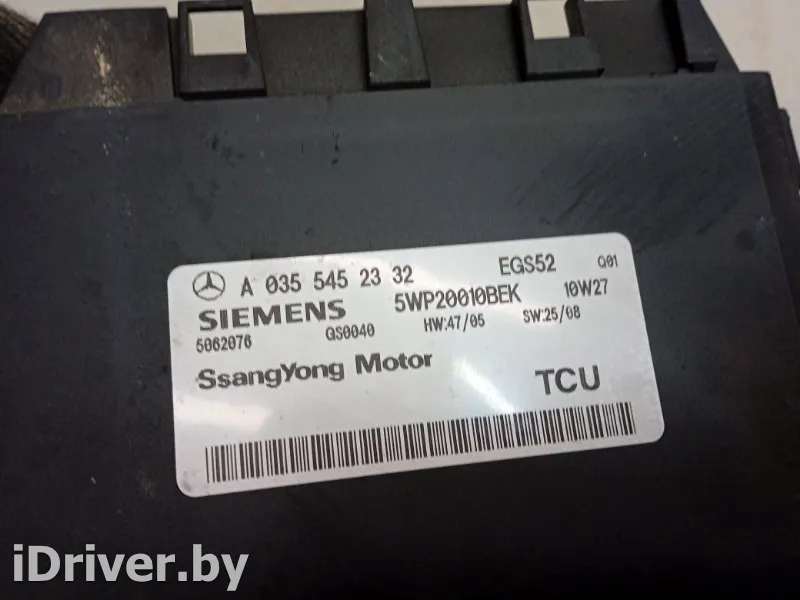 A 035 545 23 32 EGS52 Q01
SIEMENS 5WP20010BEK 10W27
5062076 GS0040 HW:47/05 SW:25/08
SsangYong Motor TCU
iDriver.by